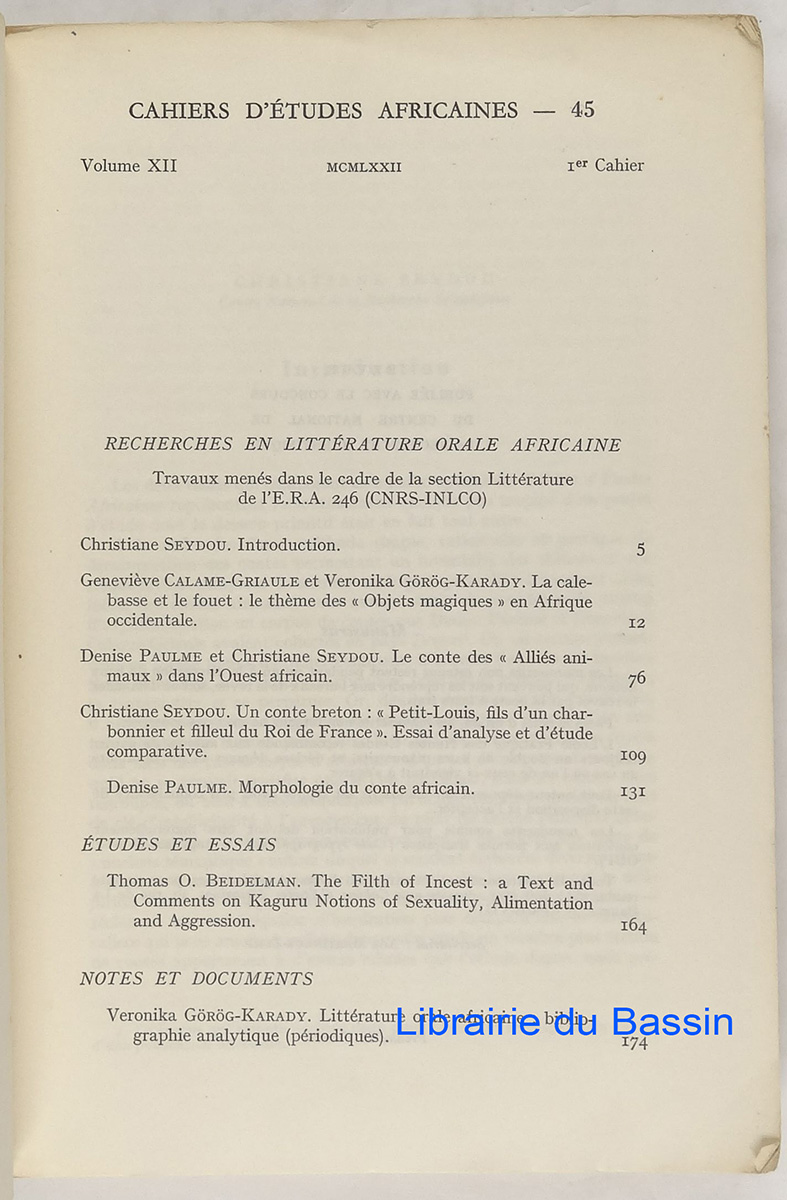 CAHIERS D'ÉTUDES AFRICAINES — 45
Volume XII MCMLXXII 1er Cahier
RECHERCHES EN LITTÉRATURE ORALE AFRICAINE
Travaux menés dans le cadre de la section Littérature
de l'E.R.A. 246 (CNRS-INLCO)
Christiane SEYDOU. Introduction. 5
Geneviève CALAME-GRIAULE et Veronika GÖRÖG-KARADY. La cale-
basse et le fouet : le thème des « Objets magiques » en Afrique
occidentale. 12
Denise PAULME et Christiane SEYDOU. Le conte des « Alliés ani-
maux » dans l'Ouest africain. 76
Christiane SEYDOU. Un conte breton : « Petit-Louis, fils d'un char-
bonnier et filleul du Roi de France ». Essai d'analyse et d'étude
comparative. 109
Denise PAULME. Morphologie du conte africain. 131
ÉTUDES ET ESSAIS
Thomas O. BEIDELMAN. The Filth of Incest : a Text and
Comments on Kaguru Notions of Sexuality, Alimentation
and Aggression. 164
NOTES ET DOCUMENTS
Veronika GÖRÖG-KARADY. Littérature orale africaine : biblio-
graphie analytique (périodiques). 174
Librairie du Bassin